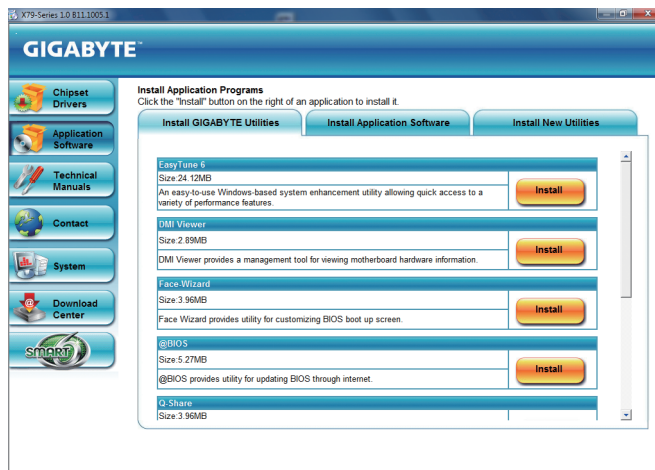 X79-Series 1.0 B11.1005.1
GIGABYTE™
Chipset
Drivers
Application
Software
Technical
Manuals
Contact
System
Download
Center
SMART 6
Install Application Programs
Click the "Install" button on the right of an application to install it.
Install GIGABYTE Utilities
Install Application Software
Install New Utilities
EasyTune 6
Size:24.12MB
An easy-to-use Windows-based system enhancement utility allowing quick access to a
variety of performance features.
Install
DMI Viewer
Size:2.89MB
DMI Viewer provides a management tool for viewing motherboard hardware information.
Install
Face-Wizard
Size:3.96MB
Face Wizard provides utility for customizing BIOS boot up screen.
Install
@BIOS
Size:5.27MB
@BIOS provides utility for updating BIOS through internet.
Install
Q-Share
Size:3.96MB